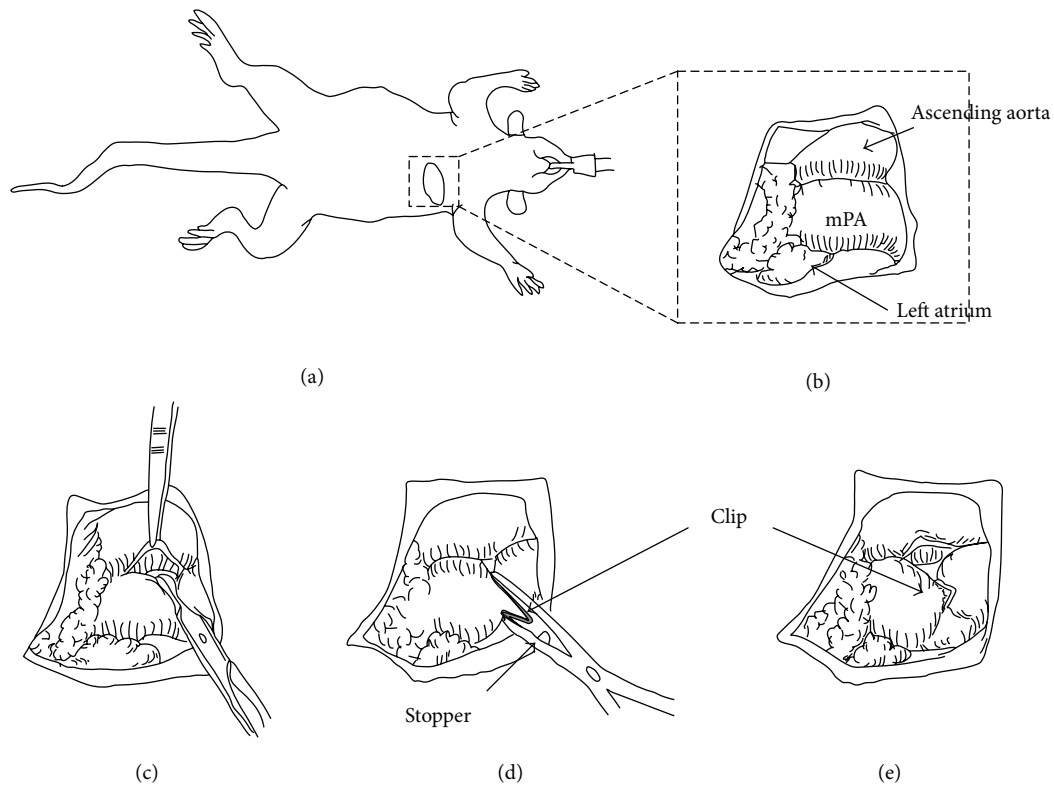 Ascending aorta
mPA
Left atrium
(a)
(b)
Clip
Stopper
(c)
(d)
(e)